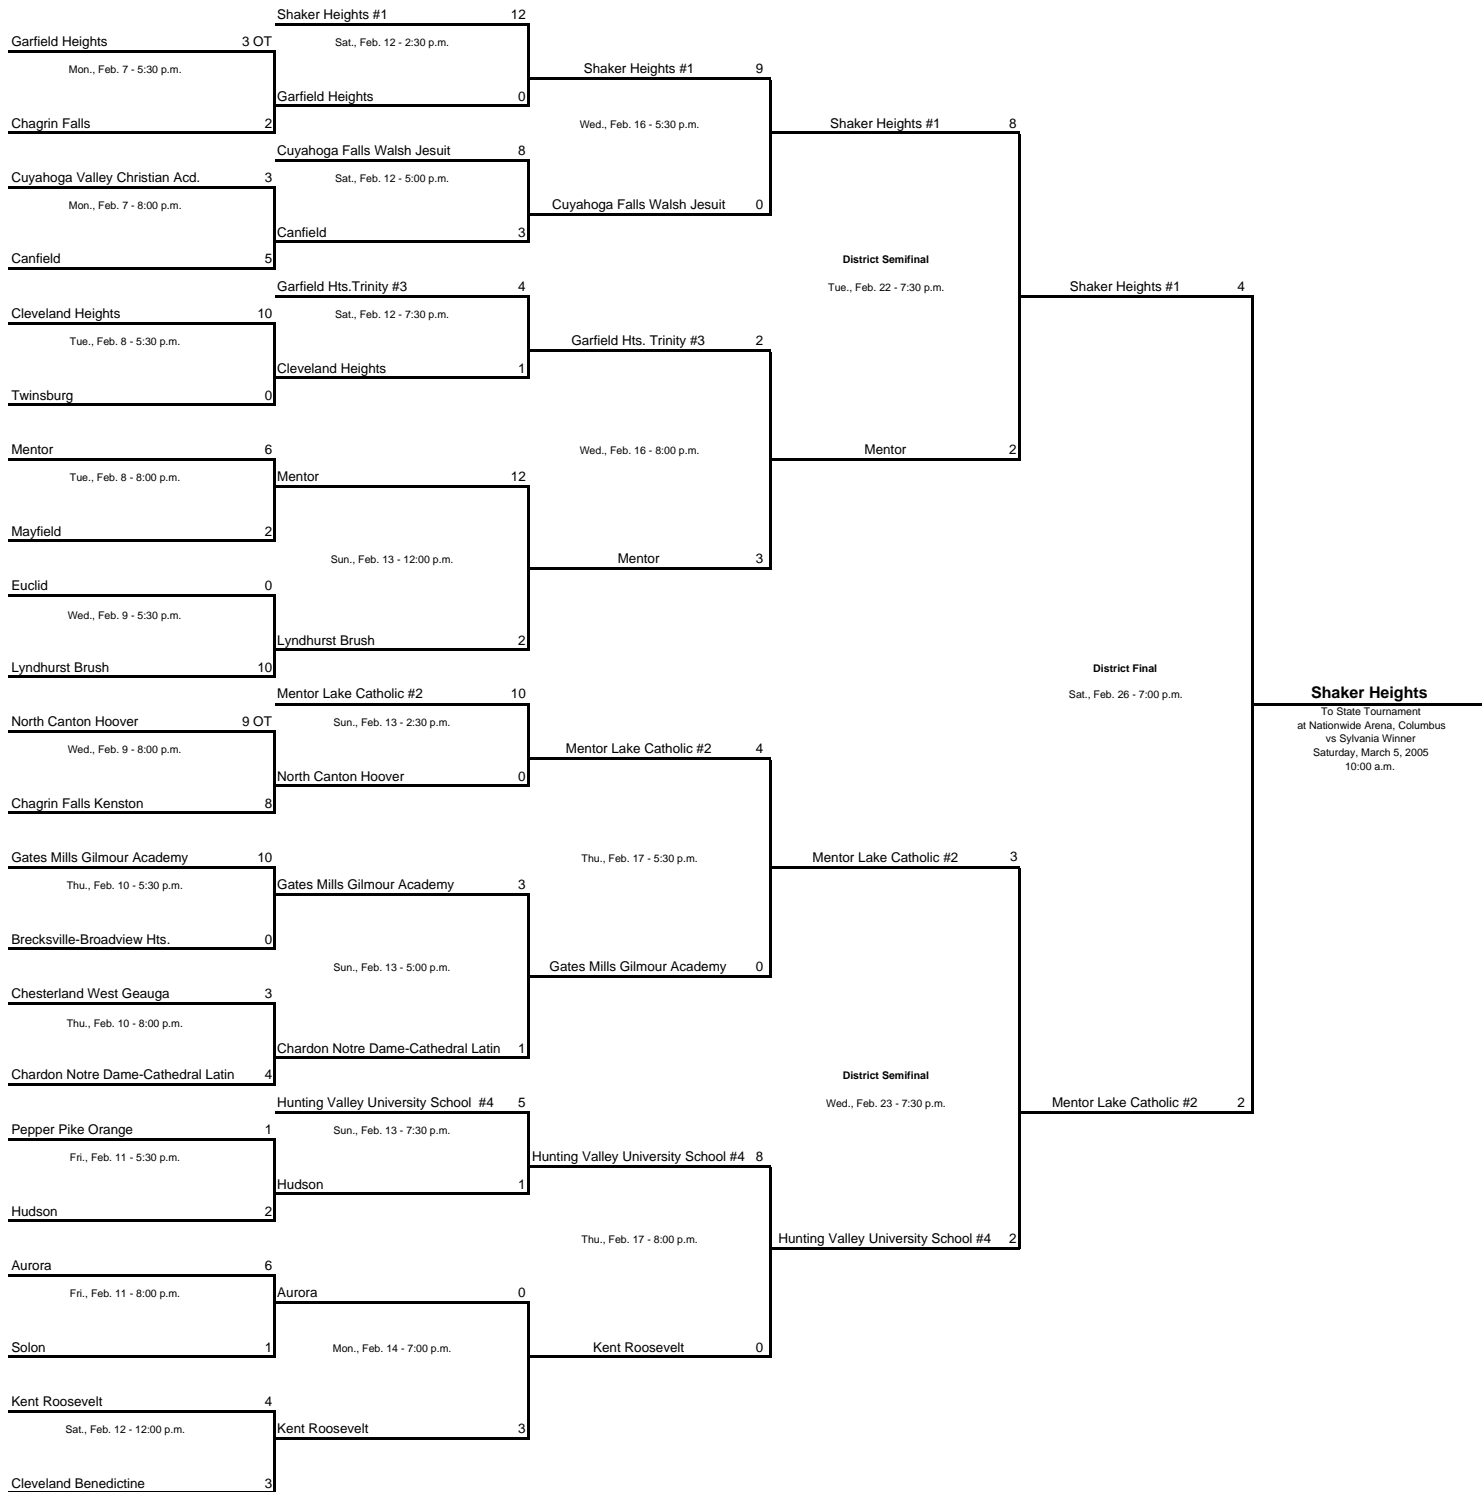 Shaker Heights #1 12
Garfield Heights 3 OT
Sat., Feb. 12 - 2:30 p.m.
Mon., Feb. 7 - 5:30 p.m.
Shaker Heights #1 9
Garfield Heights 0
Chagrin Falls 2
Wed., Feb. 16 - 5:30 p.m.
Shaker Heights #1 8
Cuyahoga Falls Walsh Jesuit 8
Cuyahoga Valley Christian Acd. 3
Sat., Feb. 12 - 5:00 p.m.
Mon., Feb. 7 - 8:00 p.m.
Cuyahoga Falls Walsh Jesuit 0
Canfield 3
Canfield 5
District Semifinal
Garfield Hts.Trinity #3 4
Tue., Feb. 22 - 7:30 p.m.
Shaker Heights #1 4
Cleveland Heights 10
Sat., Feb. 12 - 7:30 p.m.
Tue., Feb. 8 - 5:30 p.m.
Garfield Hts. Trinity #3 2
Cleveland Heights 1
Twinsburg 0
Mentor 6
Wed., Feb. 16 - 8:00 p.m.
Mentor 2
Tue., Feb. 8 - 8:00 p.m.
Mentor 12
Mayfield 2
Sun., Feb. 13 - 12:00 p.m.
Mentor 3
Euclid 0
Wed., Feb. 9 - 5:30 p.m.
Lyndhurst Brush 2
Lyndhurst Brush 10
District Final
Mentor Lake Catholic #2 10
Sat., Feb. 26 - 7:00 p.m.
Shaker Heights
To State Tournament
at Nationwide Arena, Columbus
vs Sylvania Winner
Saturday, March 5, 2005
10:00 a.m.
North Canton Hoover 9 OT
Sun., Feb. 13 - 2:30 p.m.
Wed., Feb. 9 - 8:00 p.m.
Mentor Lake Catholic #2 4
North Canton Hoover 0
Chagrin Falls Kenston 8
Gates Mills Gilmour Academy 10
Thu., Feb. 17 - 5:30 p.m.
Mentor Lake Catholic #2 3
Thu., Feb. 10 - 5:30 p.m.
Gates Mills Gilmour Academy 3
Brecksville-Broadview Hts. 0
Sun., Feb. 13 - 5:00 p.m.
Gates Mills Gilmour Academy 0
Chesterland West Geauga 3
Thu., Feb. 10 - 8:00 p.m.
Chardon Notre Dame-Cathedral Latin 1
Chardon Notre Dame-Cathedral Latin 4
District Semifinal
Hunting Valley University School #4 5
Wed., Feb. 23 - 7:30 p.m.
Mentor Lake Catholic #2 2
Pepper Pike Orange 1
Sun., Feb. 13 - 7:30 p.m.
Fri., Feb. 11 - 5:30 p.m.
Hunting Valley University School #4 8
Hudson 1
Hudson 2
Thu., Feb. 17 - 8:00 p.m.
Hunting Valley University School #4 2
Aurora 6
Fri., Feb. 11 - 8:00 p.m.
Aurora 0
Solon 1
Mon., Feb. 14 - 7:00 p.m.
Kent Roosevelt 0
Kent Roosevelt 4
Sat., Feb. 12 - 12:00 p.m.
Kent Roosevelt 3
Cleveland Benedictine 3